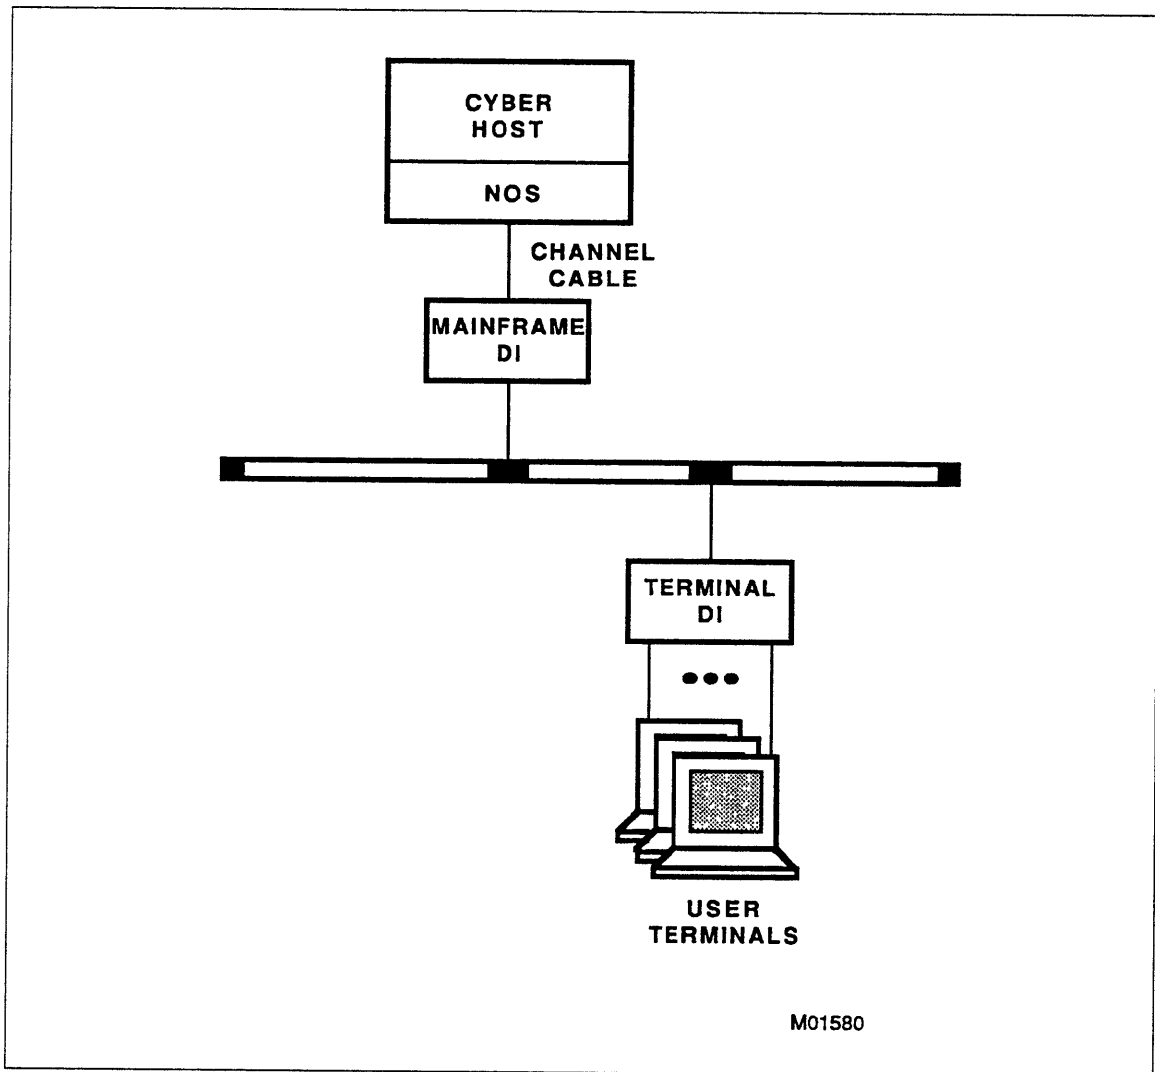 CYBER
HOST
NOS
CHANNEL
CABLE
MAINFRAME
DI
TERMINAL
DI
USER
TERMINALS
M01580